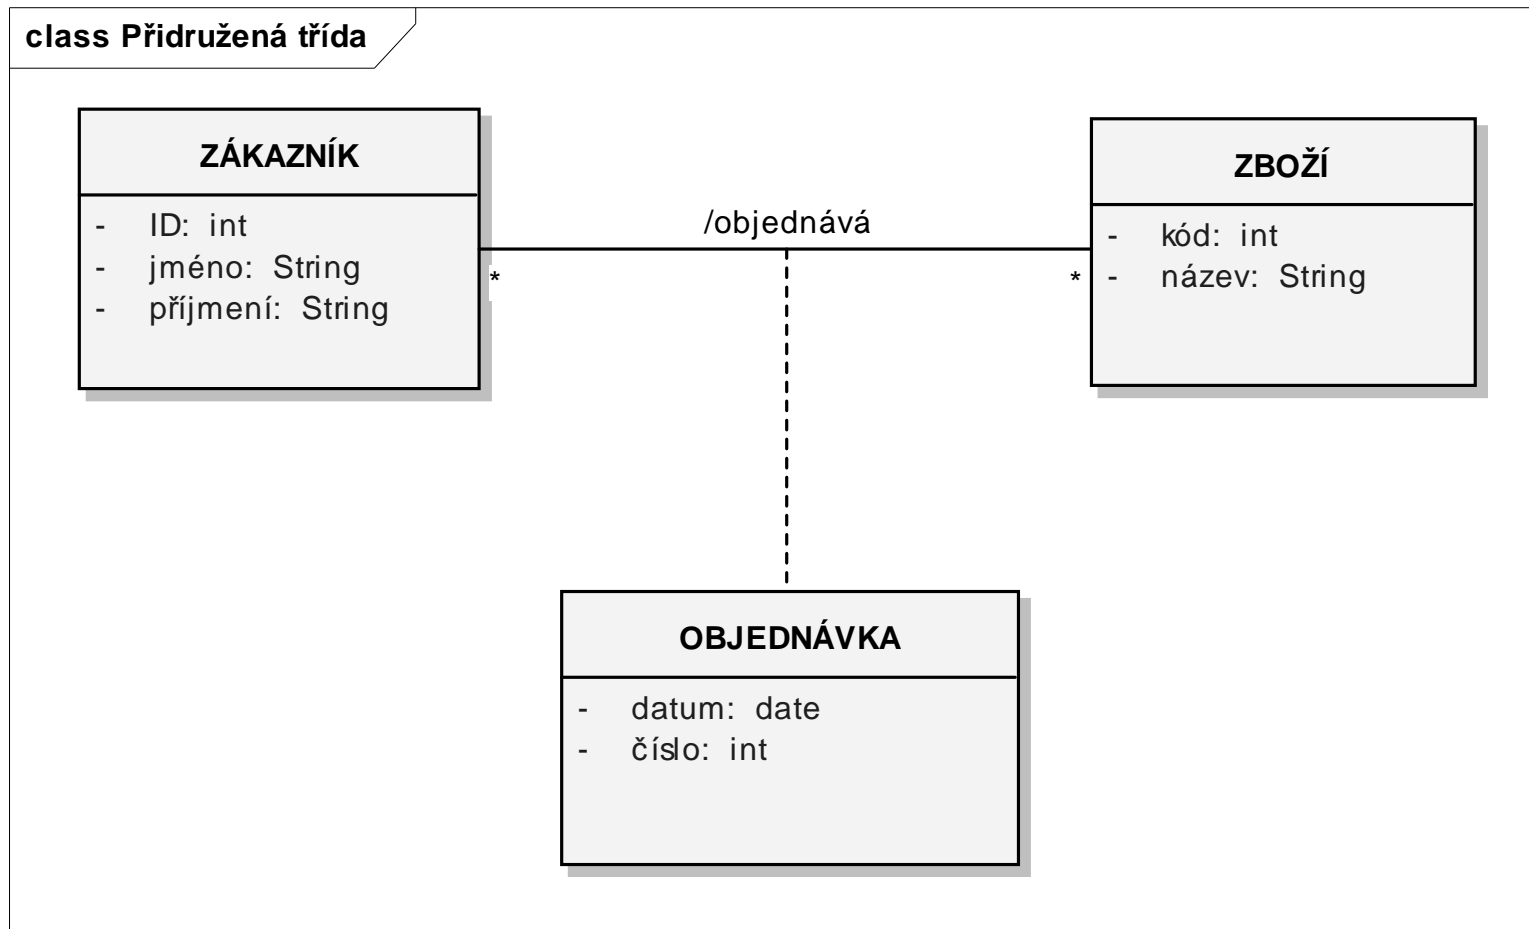 class Přidružená třída
ZÁKAZNÍK
- ID: int
- jméno: String
- příjmení: String
/objednává
*
*
ZBOŽÍ
- kód: int
- název: String
OBJEDNÁVKA
- datum: date
- číslo: int